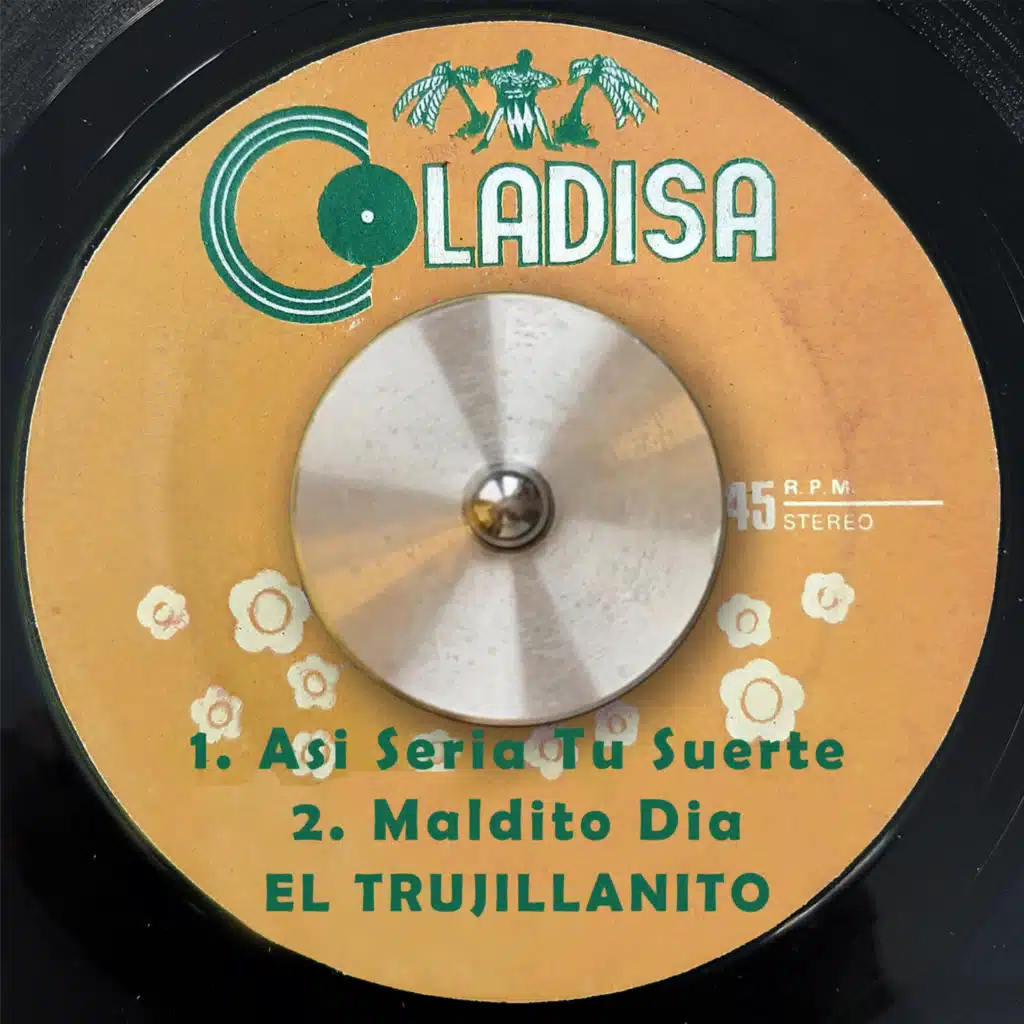 COLADISA
45 R.P.M.
STEREO
1. Asi Seria Tu Suerte
2. Maldito Dia
EL TRUJILLANITO